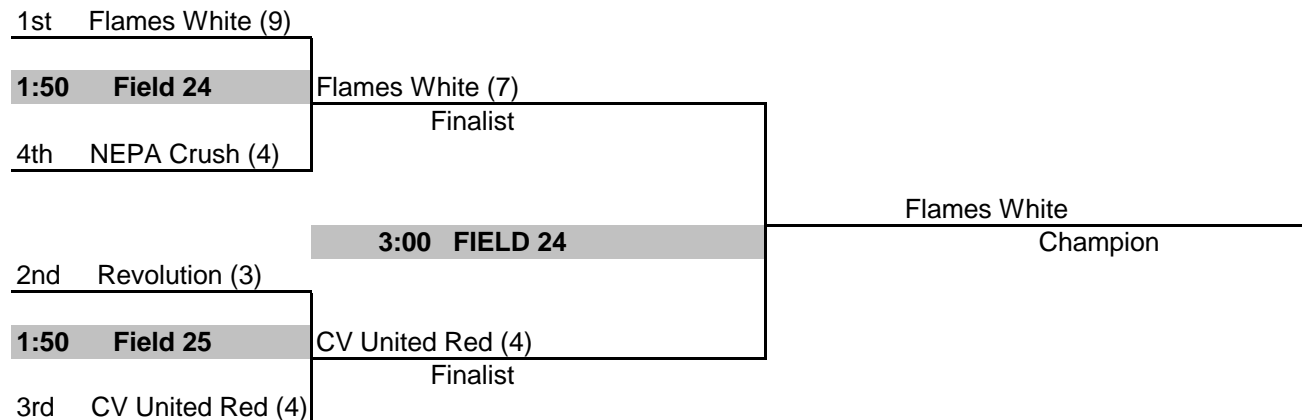 1st Flames White (9)
1:50 Field 24
Flames White (7)
Finalist
4th NEPA Crush (4)
Flames White
3:00 FIELD 24
Champion
2nd Revolution (3)
1:50 Field 25
CV United Red (4)
Finalist
3rd CV United Red (4)